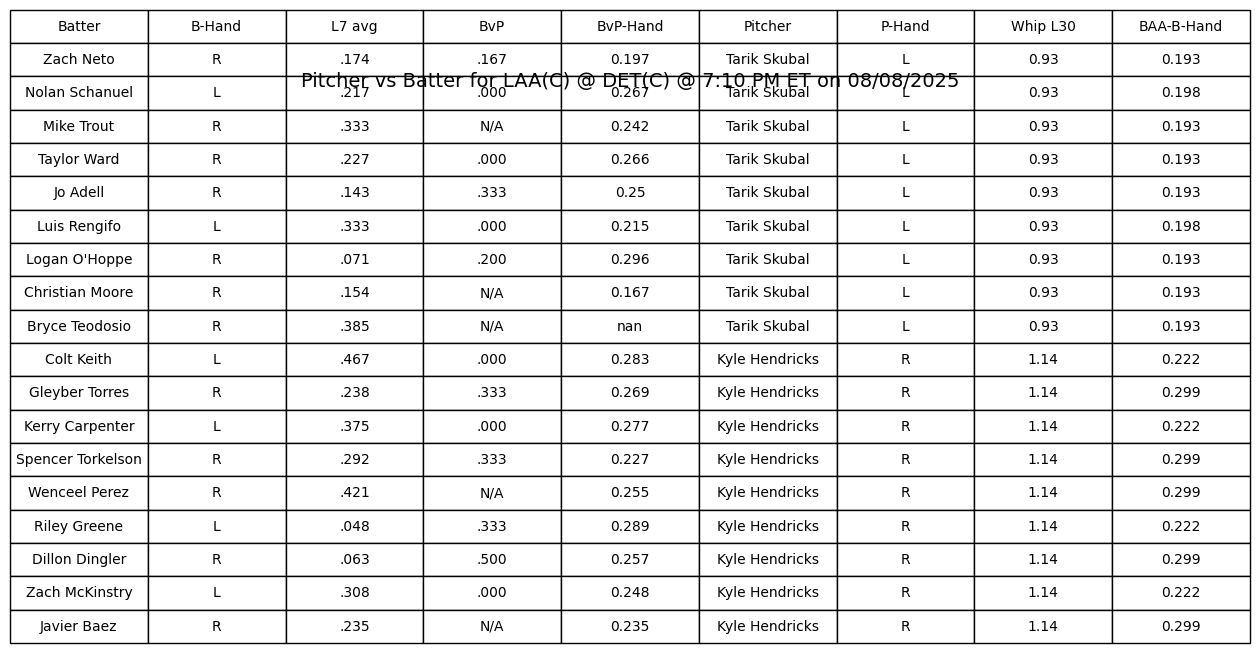 Batter B-Hand L7 avg BvP BvP-Hand Pitcher P-Hand Whip L30 BAA-B-Hand
Zach Neto R .174 .167 0.197 Tarik Skubal L 0.93 0.193
Pitcher vs Batter for LAA(C) @ DET(C) @ 7:10 PM ET on 08/08/2025
Nolan Schanuel L .217 .000 0.267 Tarik Skubal L 0.93 0.198
Mike Trout R .333 N/A 0.242 Tarik Skubal L 0.93 0.193
Taylor Ward R .227 .000 0.266 Tarik Skubal L 0.93 0.193
Jo Adell R .143 .333 0.25 Tarik Skubal L 0.93 0.193
Luis Rengifo L .333 .000 0.215 Tarik Skubal L 0.93 0.198
Logan O'Hoppe R .071 .200 0.296 Tarik Skubal L 0.93 0.193
Christian Moore R .154 N/A 0.167 Tarik Skubal L 0.93 0.193
Bryce Teodosio R .385 N/A nan Tarik Skubal L 0.93 0.193
Colt Keith L .467 .000 0.283 Kyle Hendricks R 1.14 0.222
Gleyber Torres R .238 .333 0.269 Kyle Hendricks R 1.14 0.299
Kerry Carpenter L .375 .000 0.277 Kyle Hendricks R 1.14 0.222
Spencer Torkelson R .292 .333 0.227 Kyle Hendricks R 1.14 0.299
Wenceel Perez R .421 N/A 0.255 Kyle Hendricks R 1.14 0.299
Riley Greene L .048 .333 0.289 Kyle Hendricks R 1.14 0.222
Dillon Dingler R .063 .500 0.257 Kyle Hendricks R 1.14 0.299
Zach McKinstry L .308 .000 0.248 Kyle Hendricks R 1.14 0.222
Javier Baez R .235 N/A 0.235 Kyle Hendricks R 1.14 0.299